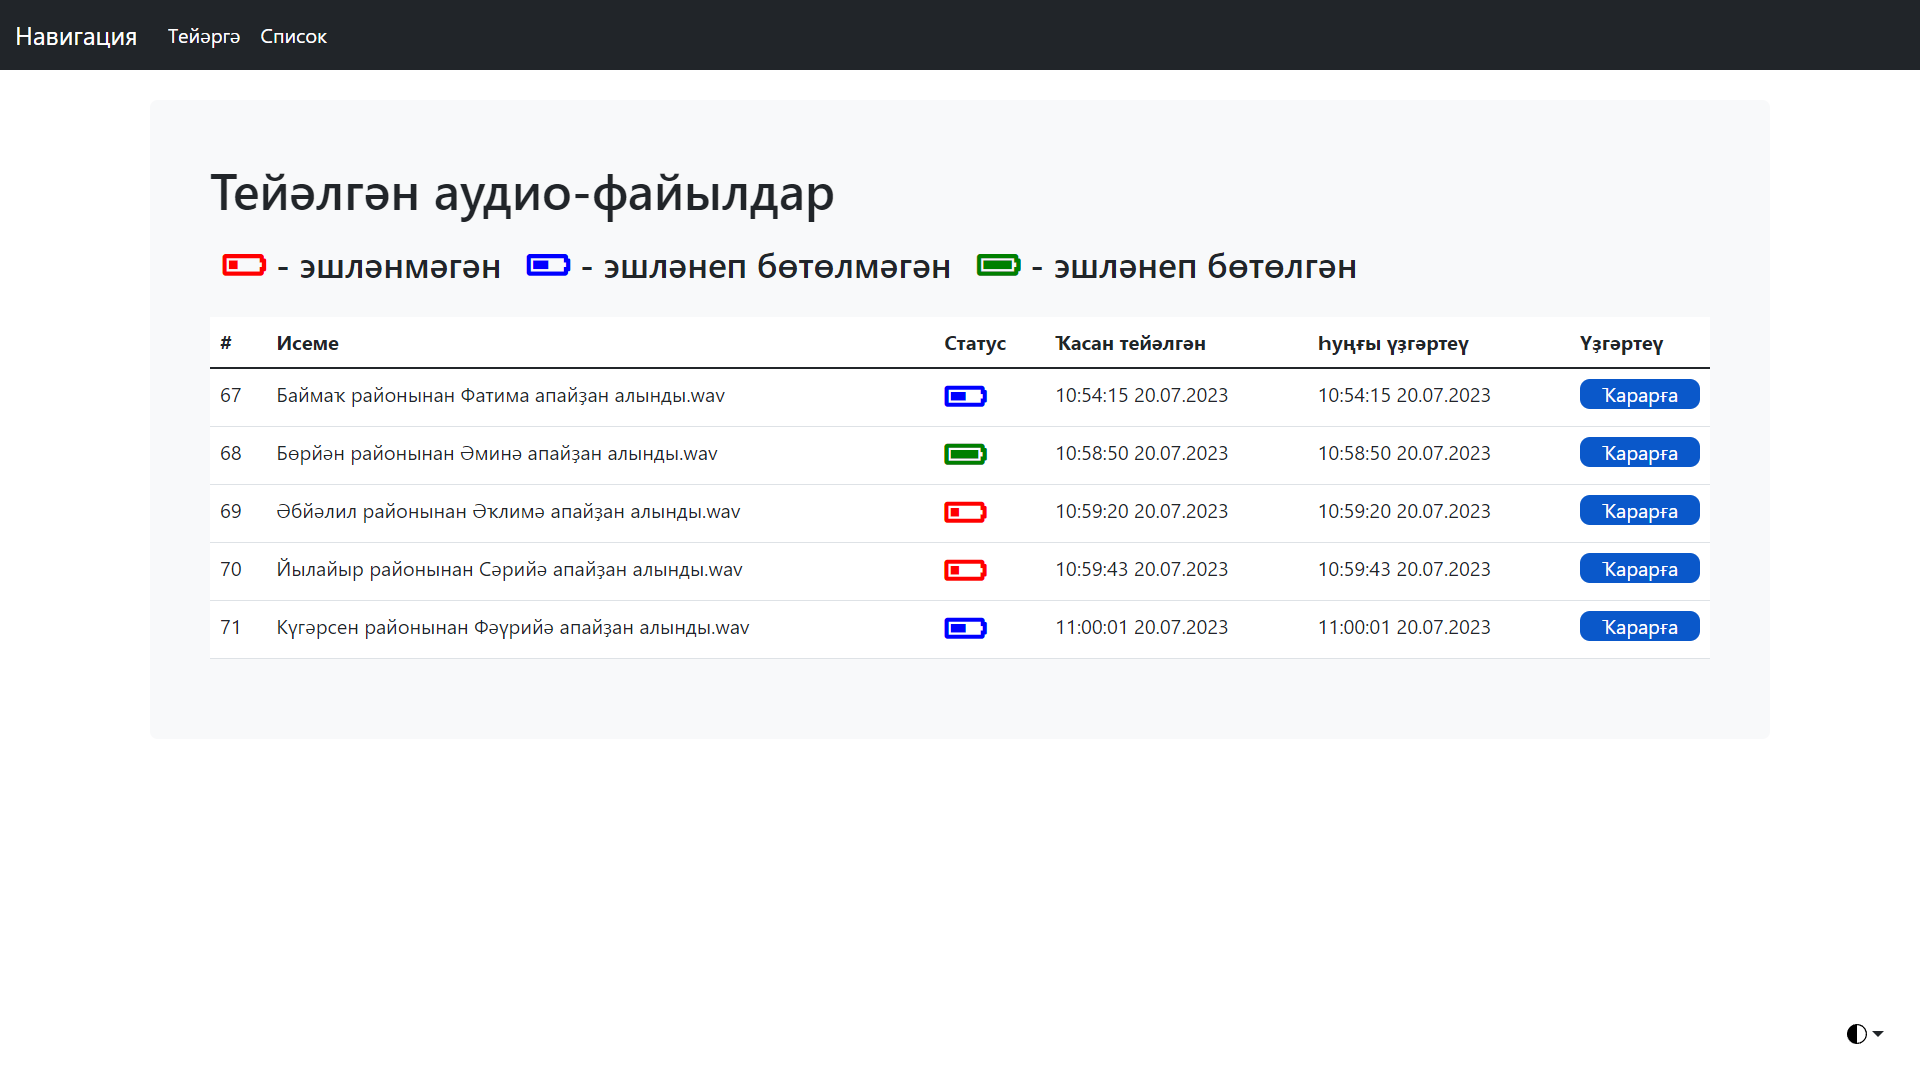 Навигация Тейәргә Список
Тейәлгән аудио-файылдар
- эшләнмәгән - эшләнеп бөтөлмәгән - эшләнеп бөтөлгән
# Исеме Статус Ҡасан тейәлгән Һуңғы үҙгәртеү Үҙгәртеү
67 Баймаҡ районынан Фатима апайҙан алынды.wav 10:54:15 20.07.2023 10:54:15 20.07.2023 Ҡарарға
68 Бөрйән районынан Әминә апайҙан алынды.wav 10:58:50 20.07.2023 10:58:50 20.07.2023 Ҡарарға
69 Әбйәлил районынан Әҡлимә апайҙан алынды.wav 10:59:20 20.07.2023 10:59:20 20.07.2023 Ҡарарға
70 Йылайыр районынан Сәрийә апайҙан алынды.wav 10:59:43 20.07.2023 10:59:43 20.07.2023 Ҡарарға
71 Күгәрсен районынан Фәүрийә апайҙан алынды.wav 11:00:01 20.07.2023 11:00:01 20.07.2023 Ҡарарға